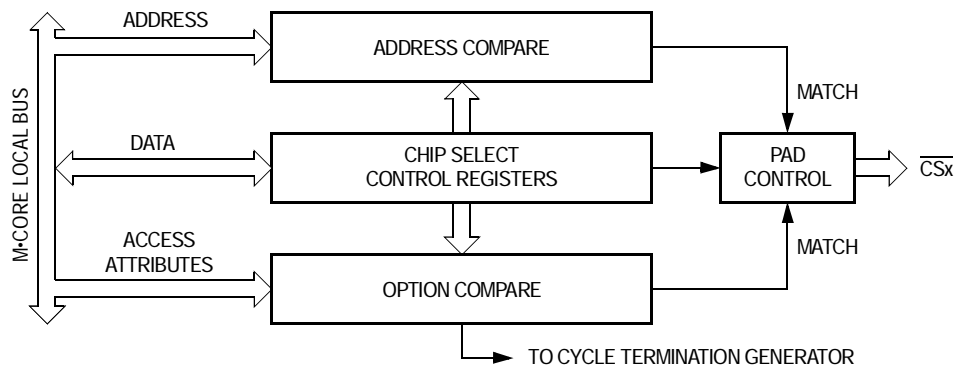 ADDRESS
ADDRESS COMPARE
MATCH
M•CORE LOCAL BUS
DATA
CHIP SELECT
CONTROL REGISTERS
PAD
CONTROL
CSx
ACCESS
ATTRIBUTES
MATCH
OPTION COMPARE
TO CYCLE TERMINATION GENERATOR